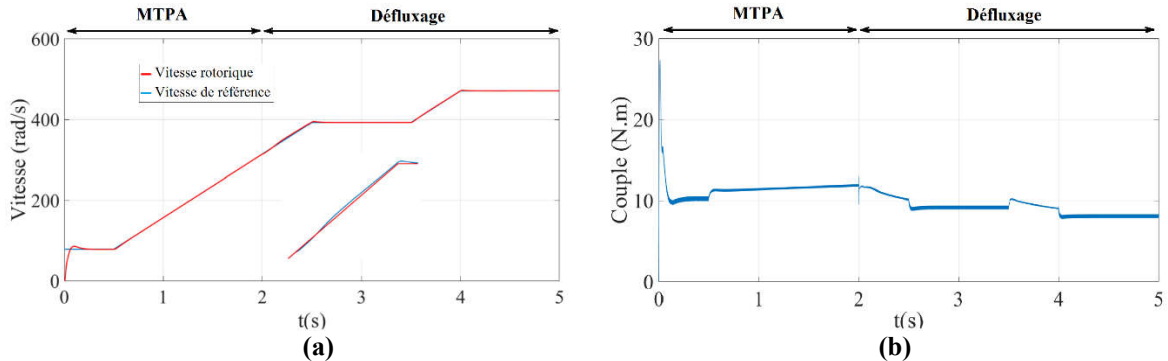 MTPA
Défluxage
600
400
200
0
Vitesse (rad/s)
Vitesse rotorique
Vitesse de référence
0 1 2 3 4 5
t(s)
(a)
MTPA
Défluxage
30
20
10
0
Couple (N.m)
0 1 2 3 4 5
t(s)
(b)